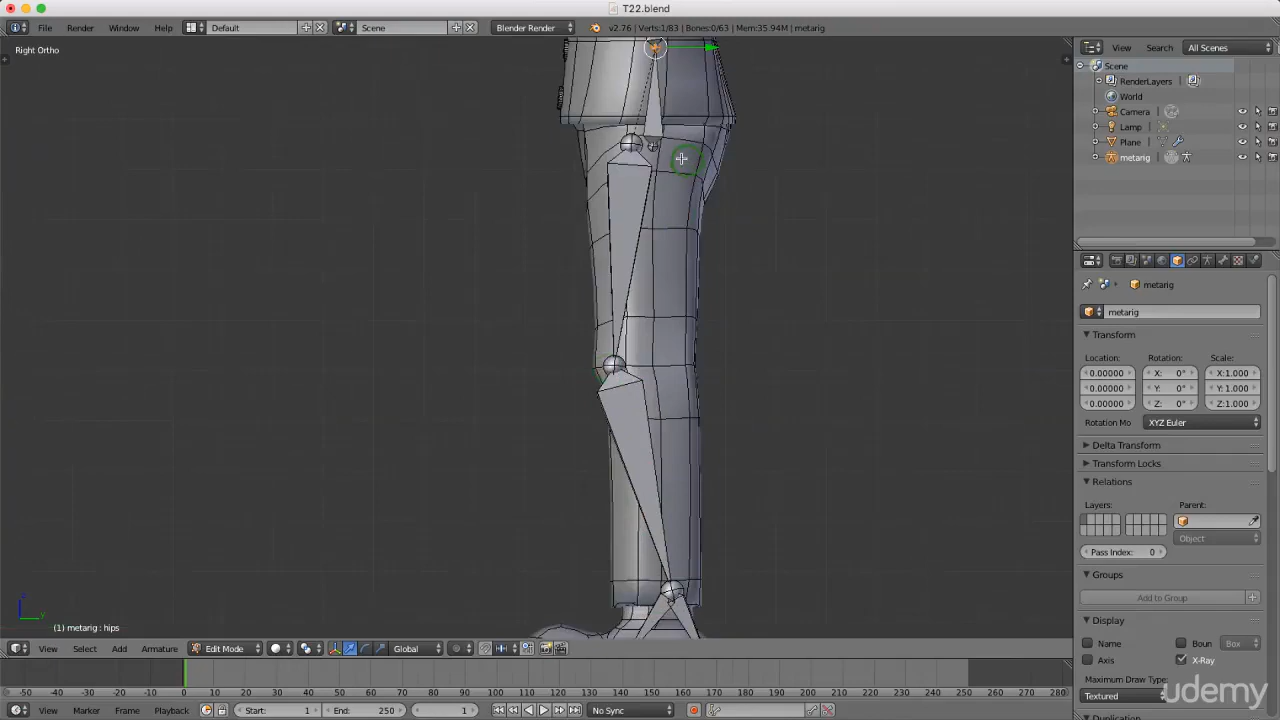 T22.blend
File Render Window Help Default Scene Blender Render v2.76 | Verts:1/83 | Bones:0/63 | Mem:35.94M | metarig
Right Ortho
View Search All Scenes
Scene
RenderLayers
World
Camera
Lamp
Plane
metarig
metarig
metarig
Transform
Location: Rotation: Scale:
0.00000 X: 0° X:1.000
0.00000 Y: 0° Y:1.000
0.00000 Z: 0° Z:1.000
Rotation Mo XYZ Euler
Delta Transform
Transform Locks
Relations
Layers: Parent:
Object
Pass Index: 0
Groups
Add to Group
Display
Name Boun Box
Axis X-Ray
Maximum Draw Type:
Textured
z
y
(1) metarig : hips
View Select Add Armature Edit Mode Global
-50 -40 -30 -20 -10 0 10 20 30 40 50 60 70 80 90 100 110 120 130 140 150 160 170 180 190 200 210 220 230 240 250 260 270 280
View Marker Frame Playback Start: 1 End: 250 1 No Sync
udemy